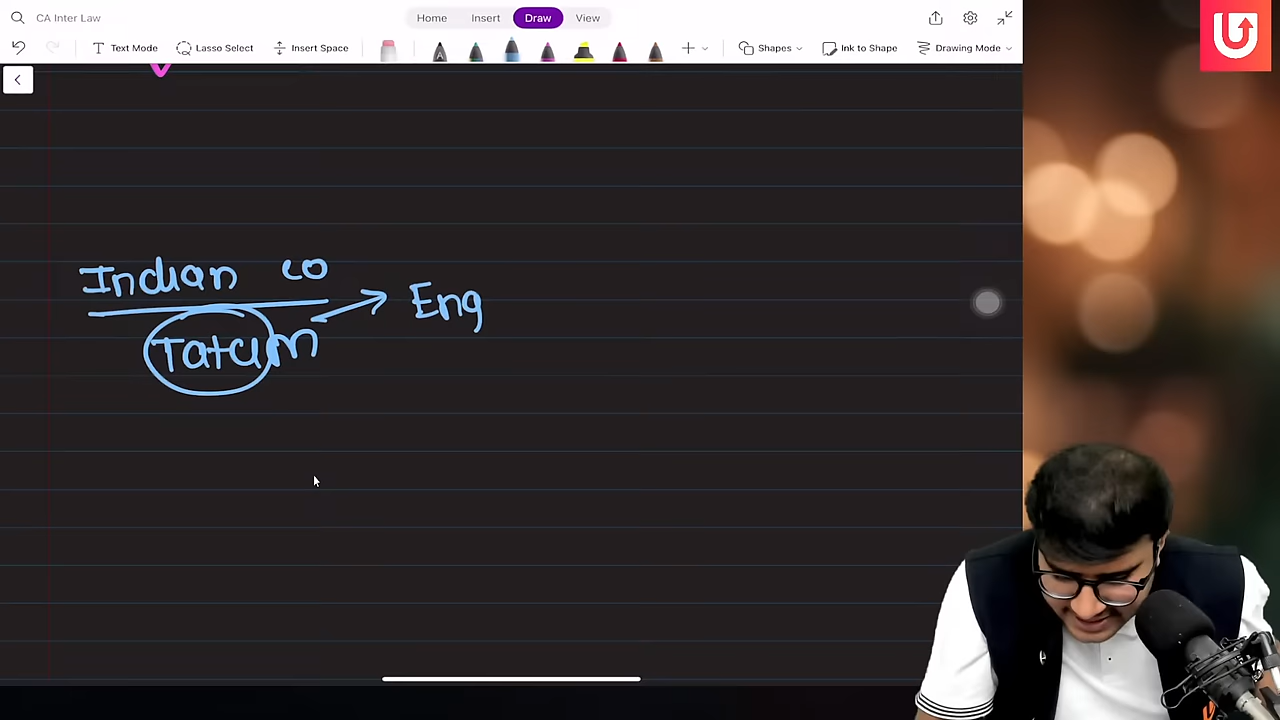 CA Inter Law
Home Insert Draw View
Text Mode Lasso Select Insert Space Shapes Ink to Shape Drawing Mode
Indian co
Eng